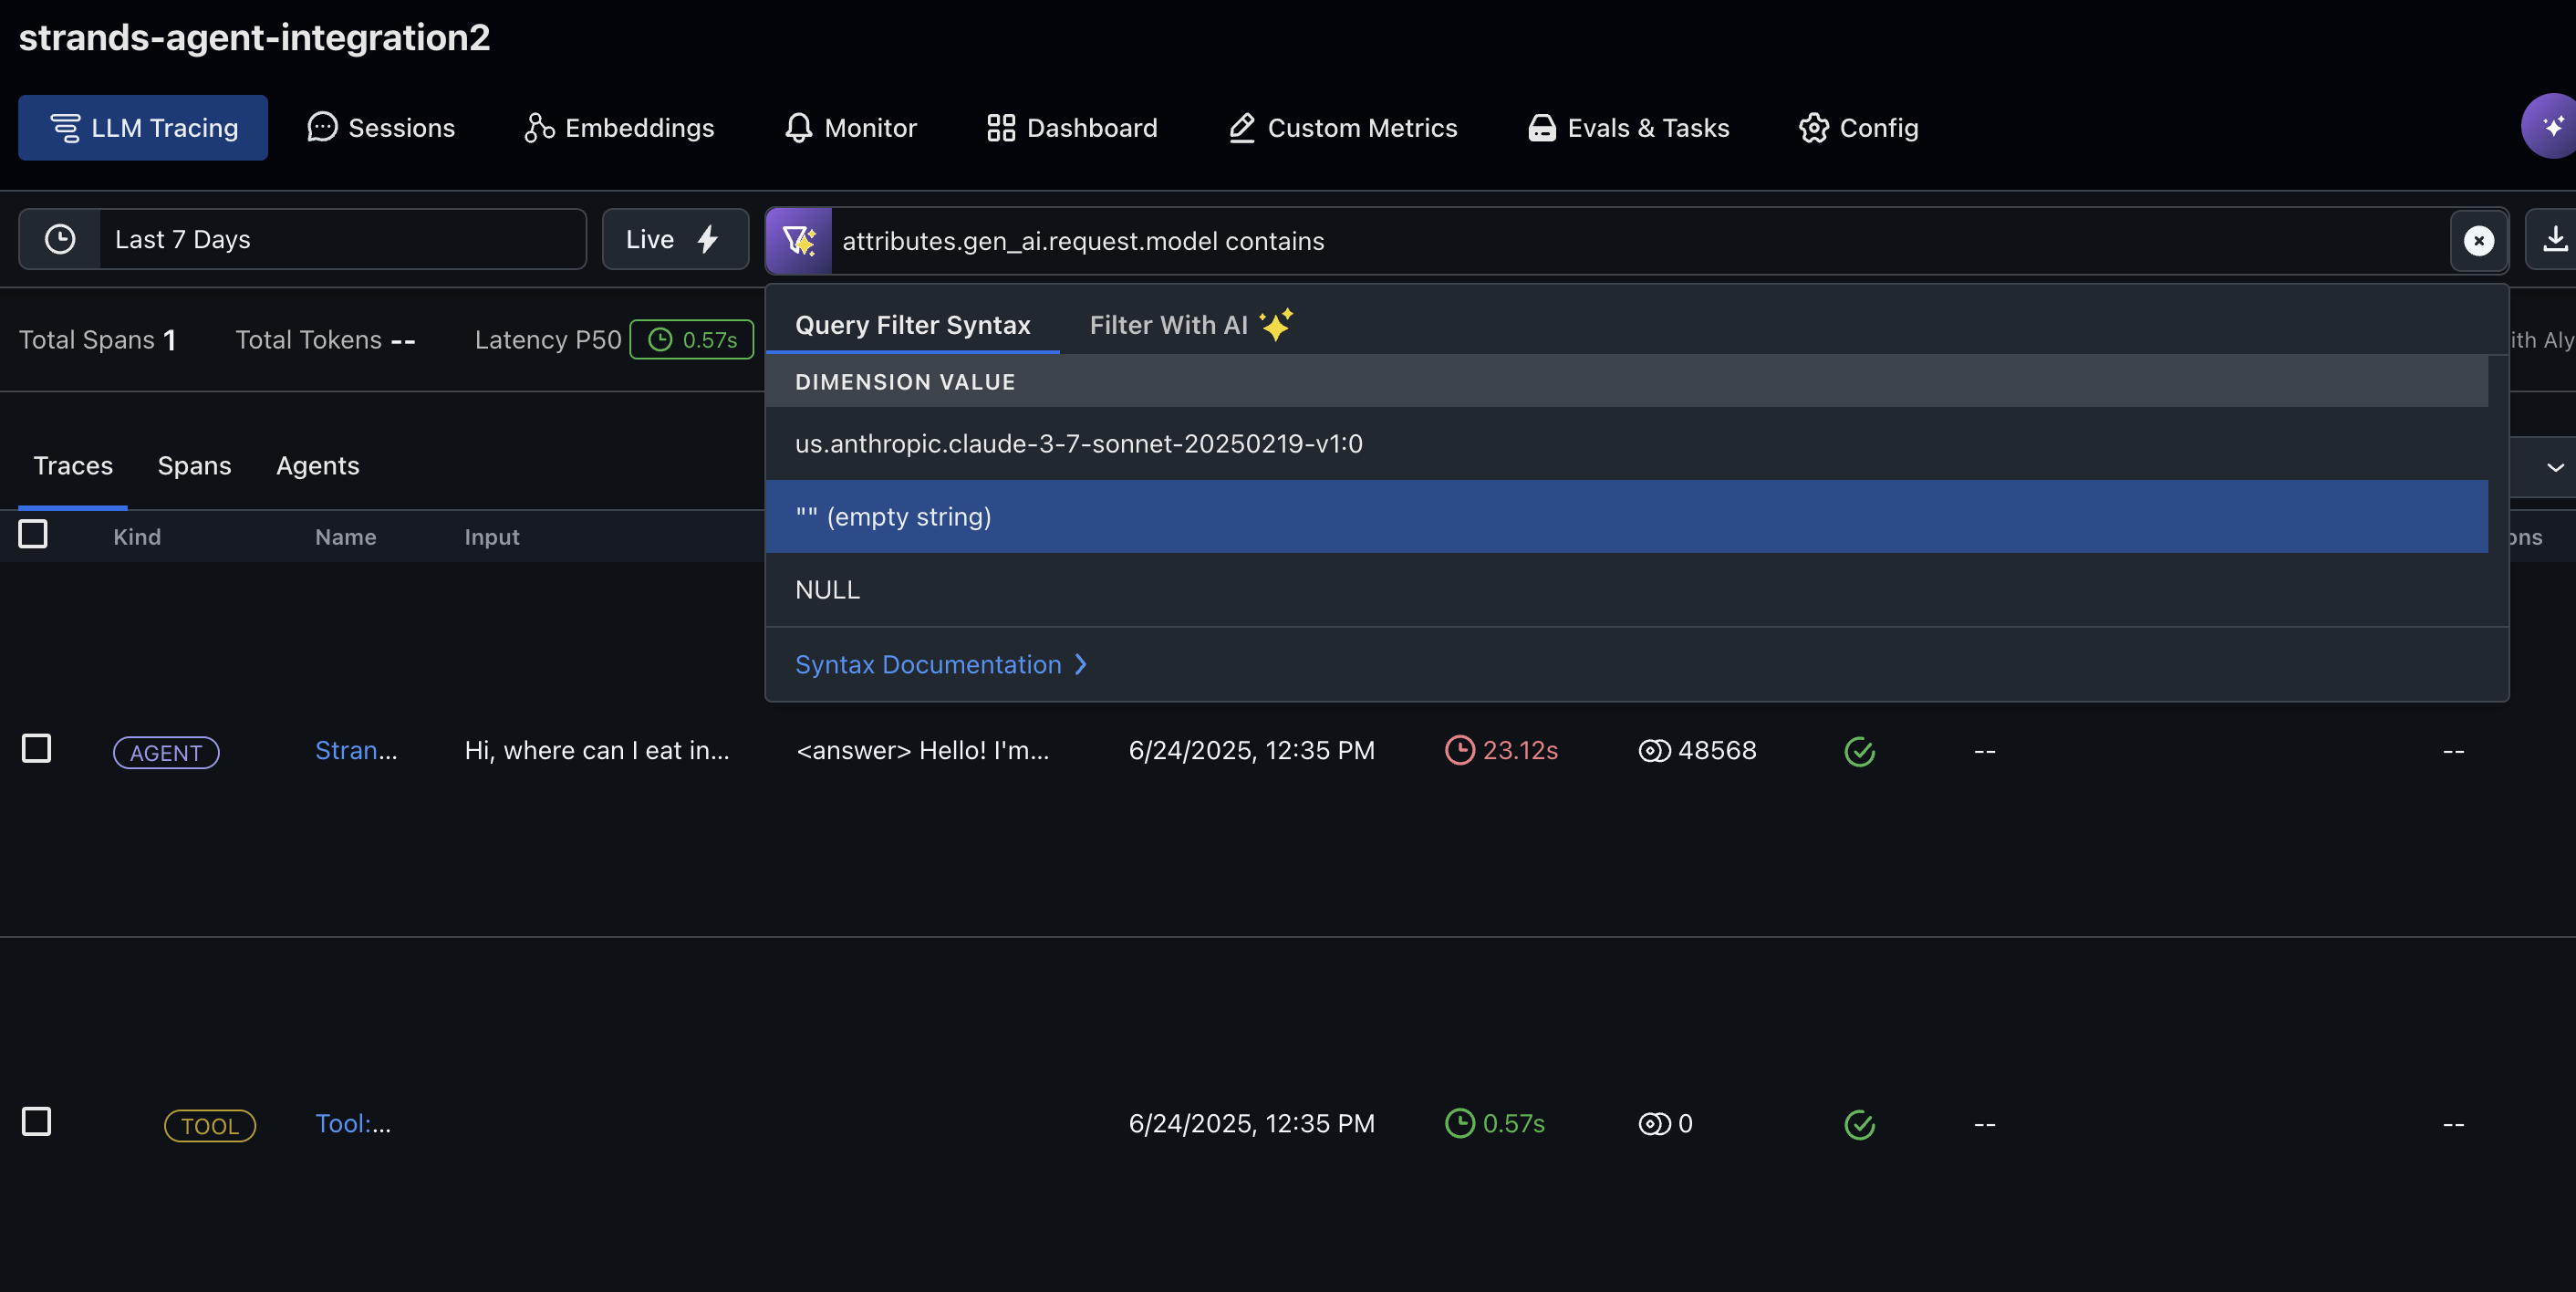 strands-agent-integration2
LLM Tracing Sessions Embeddings Monitor Dashboard Custom Metrics Evals & Tasks Config
Last 7 Days Live attributes.gen_ai.request.model contains
Total Spans 1 Total Tokens -- Latency P50 0.57s
Query Filter Syntax Filter With AI
ith Aly
DIMENSION VALUE
us.anthropic.claude-3-7-sonnet-20250219-v1:0
"" (empty string)
NULL
Syntax Documentation
Traces Spans Agents
Kind Name Input
AGENT Stran... Hi, where can I eat in... <answer> Hello! I'm... 6/24/2025, 12:35 PM 23.12s 48568 -- --
TOOL Tool:... 6/24/2025, 12:35 PM 0.57s 0 -- --